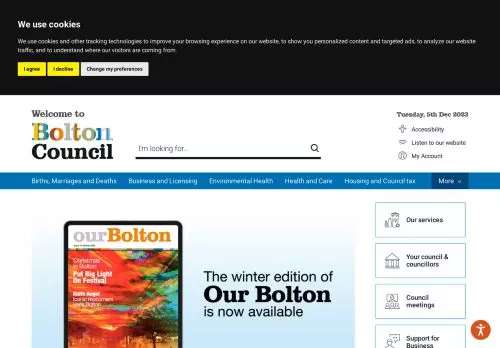 We use cookies
We use cookies and other tracking technologies to improve your browsing experience on our website, to show you personalized content and targeted ads, to analyze our website
traffic, and to understand where our visitors are coming from.
I agree
I decline
Change my preferences
Welcome to
Bolton
Council
I'm looking for...
Tuesday, 5th Dec 2023
Accessibility
Listen to our website
My Account
Births, Marriages and Deaths
Business and Licensing
Environmental Health
Health and Care
Housing and Council tax
More
ourBolton
Christmas
in Bolton
Put Big Light
On Festival
Keith Angel
Iconic monument
The winter edition of
Our Bolton
is now available
Our services
Your council &
councillors
Council
meetings
Support for
Business